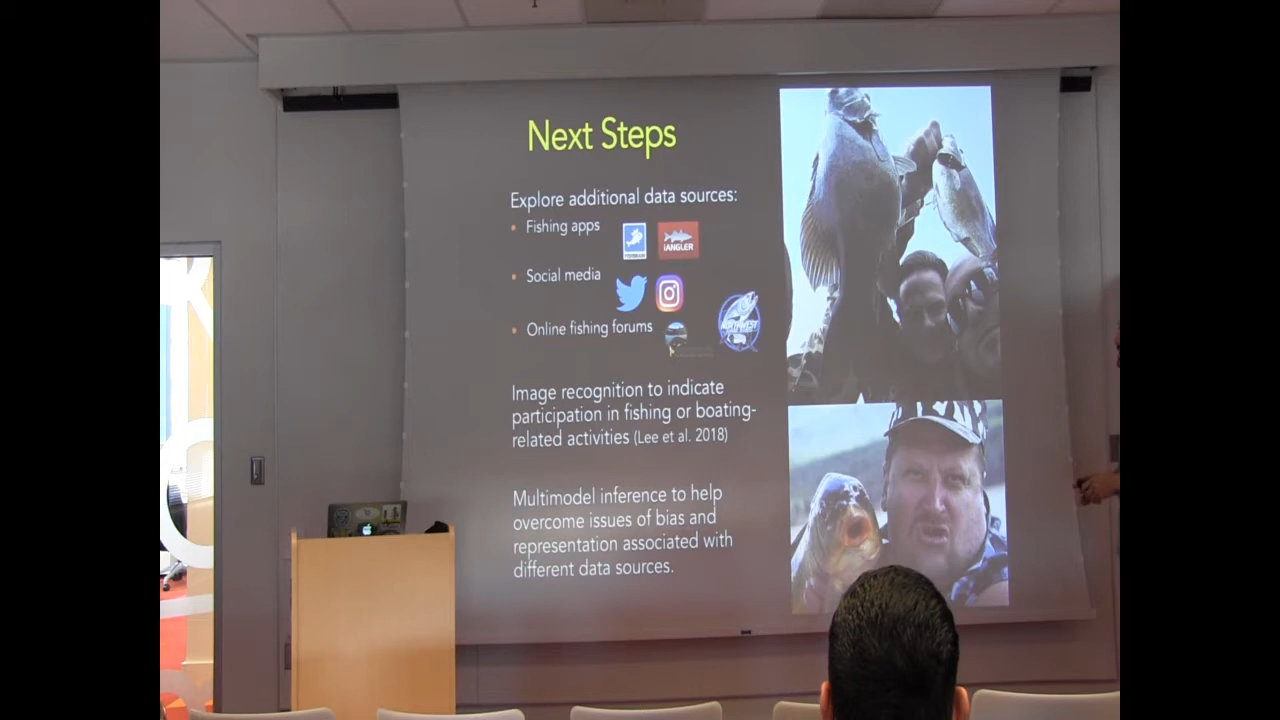 Next Steps
Explore additional data sources:
• Fishing apps
iANGLER
• Social media
• Online fishing forums
NORTHWEST
Image recognition to indicate
participation in fishing or boating-
related activities (Lee et al. 2018)
Multimodel inference to help
overcome issues of bias and
representation associated with
different data sources.